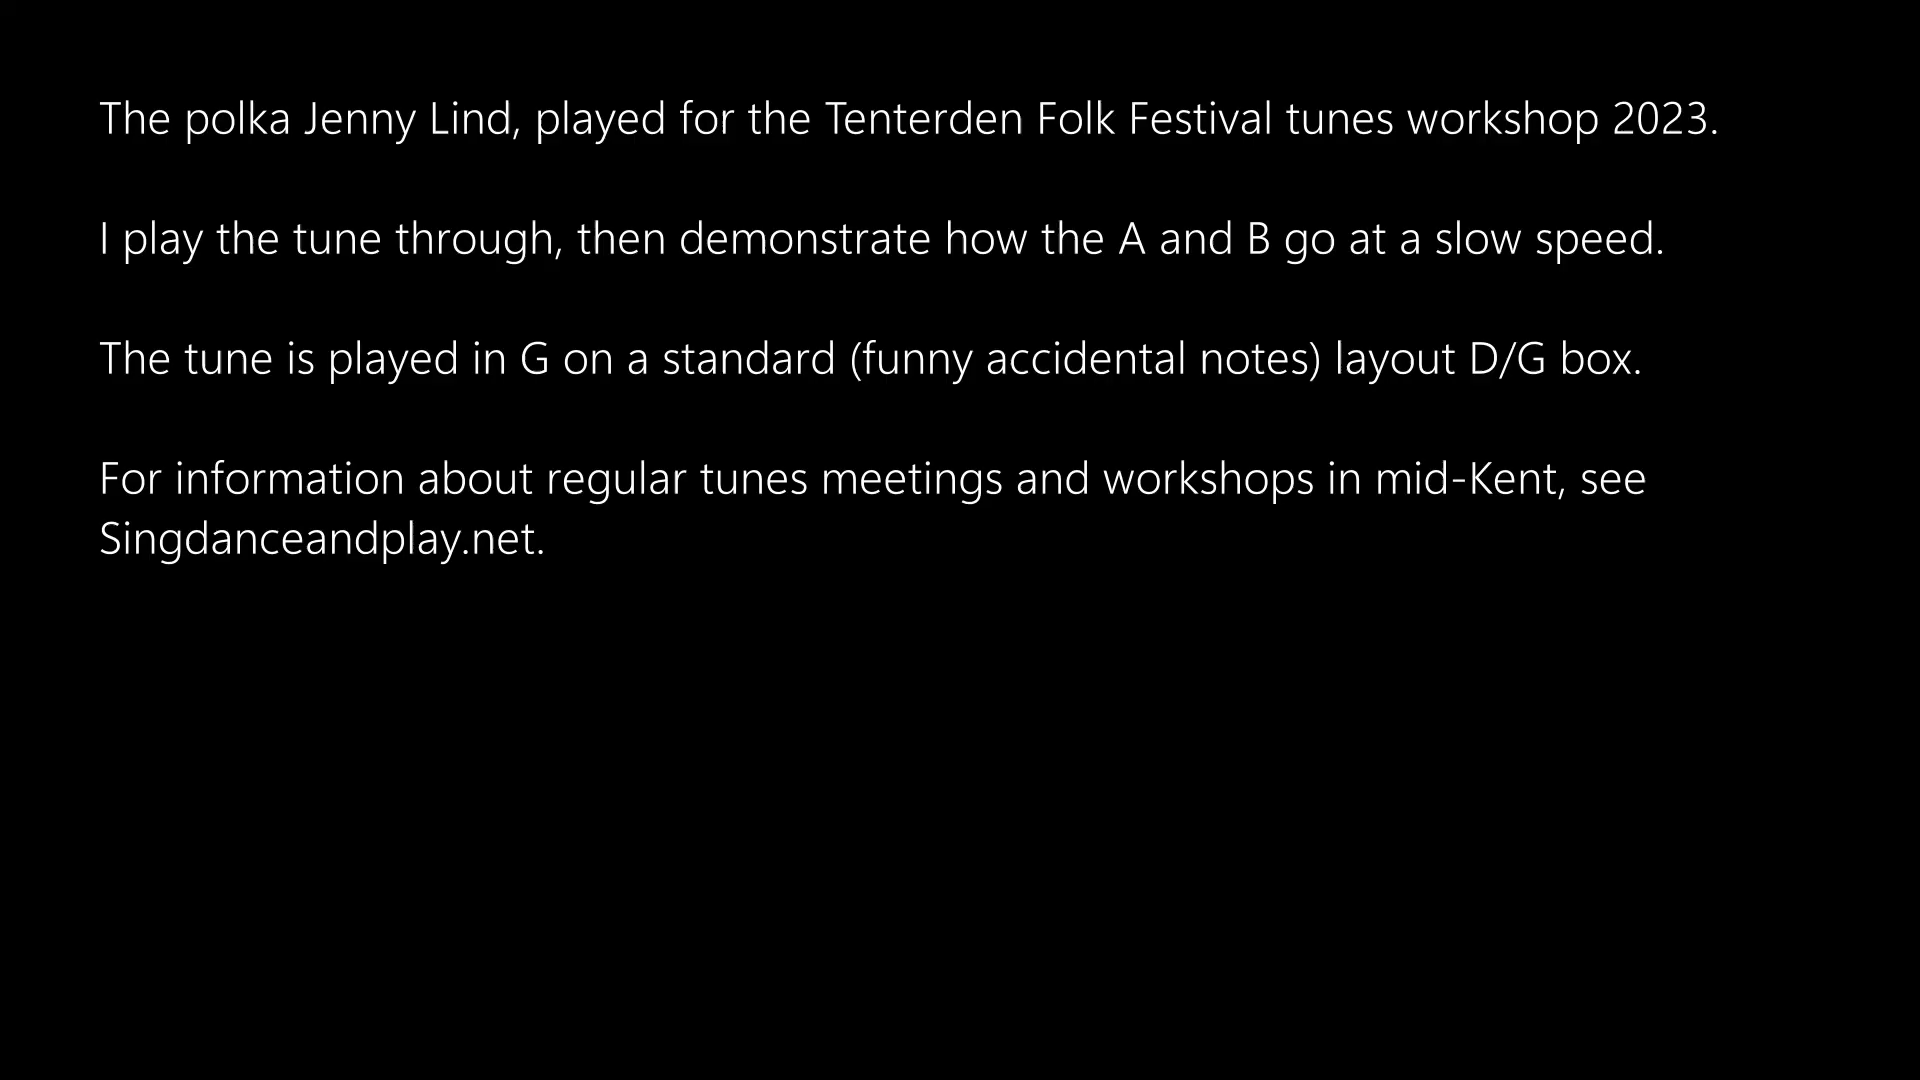 The polka Jenny Lind, played for the Tenterden Folk Festival tunes workshop 2023.
I play the tune through, then demonstrate how the A and B go at a slow speed.
The tune is played in G on a standard (funny accidental notes) layout D/G box.
For information about regular tunes meetings and workshops in mid-Kent, see
Singdanceandplay.net.